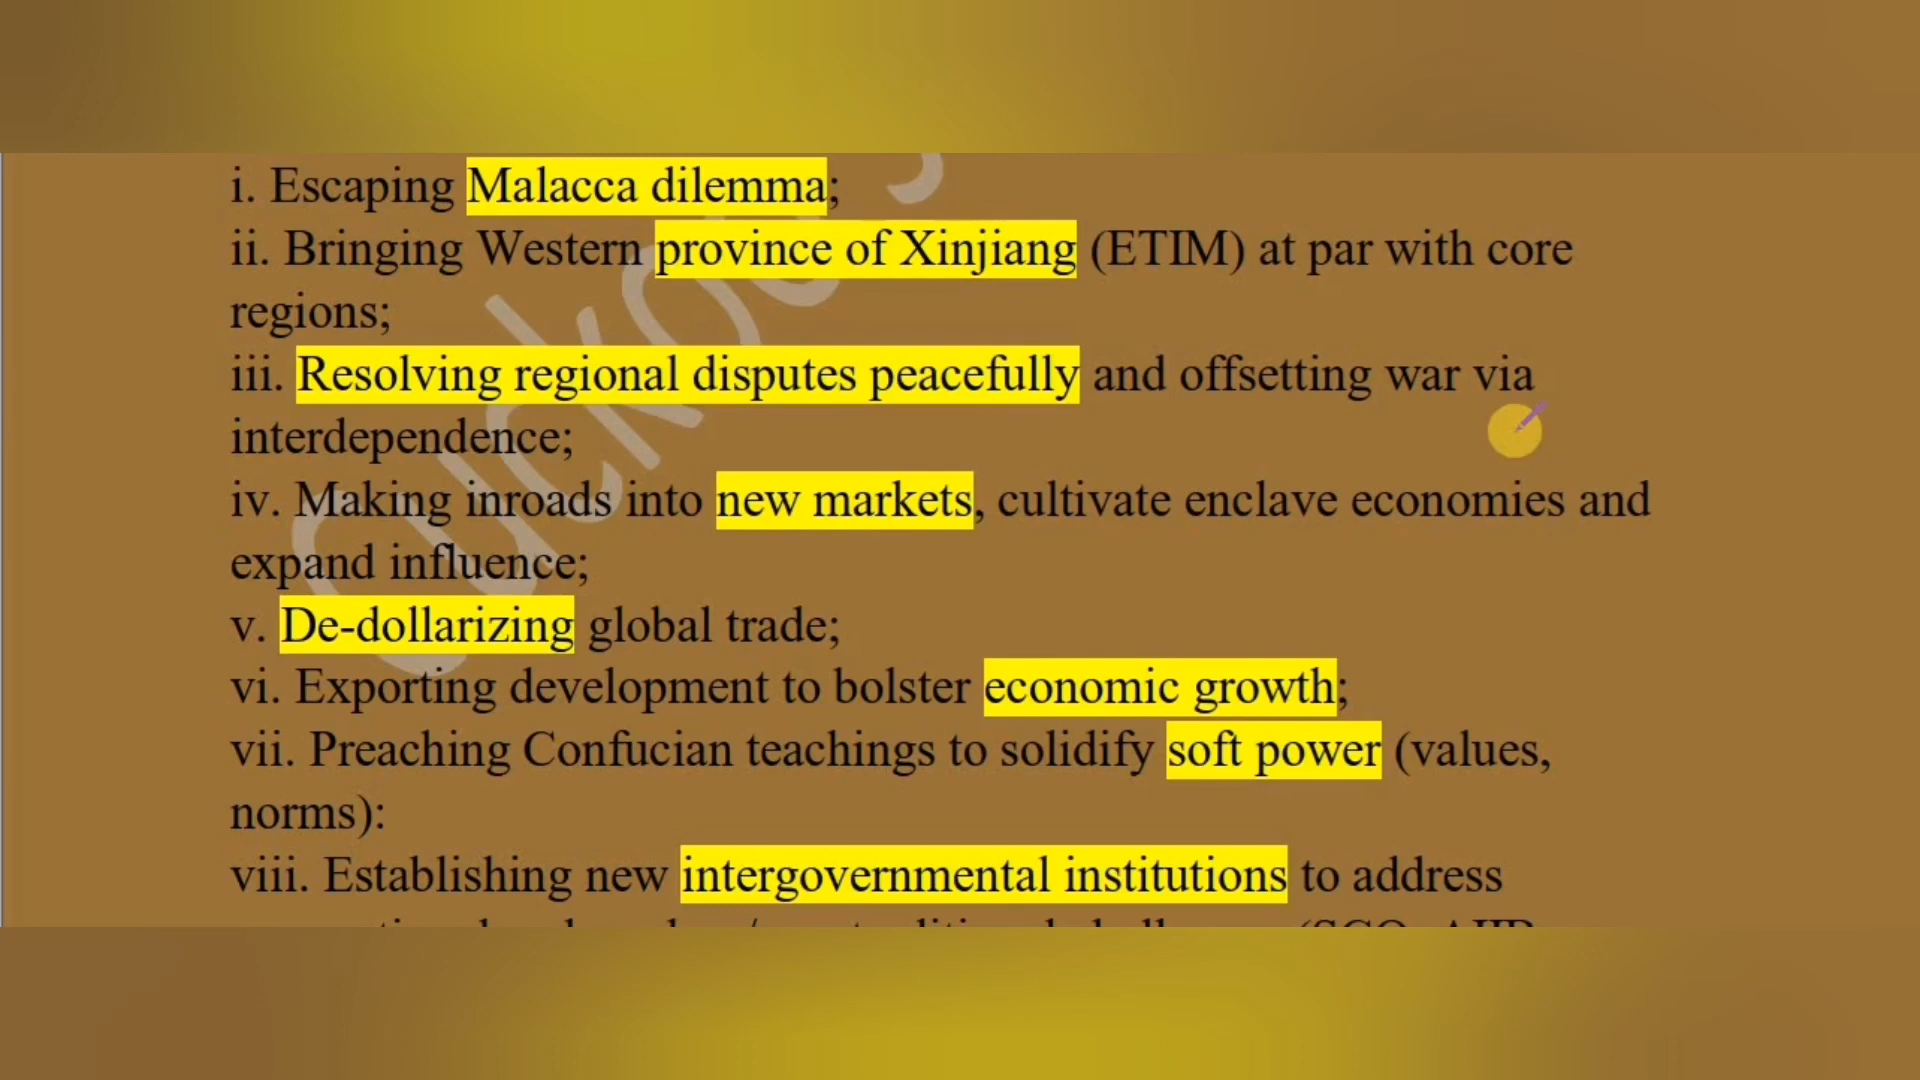 i. Escaping Malacca dilemma;
ii. Bringing Western province of Xinjiang (ETIM) at par with core
regions;
iii. Resolving regional disputes peacefully and offsetting war via
interdependence;
iv. Making inroads into new markets, cultivate enclave economies and
expand influence;
v. De-dollarizing global trade;
vi. Exporting development to bolster economic growth;
vii. Preaching Confucian teachings to solidify soft power (values,
norms):
viii. Establishing new intergovernmental institutions to address